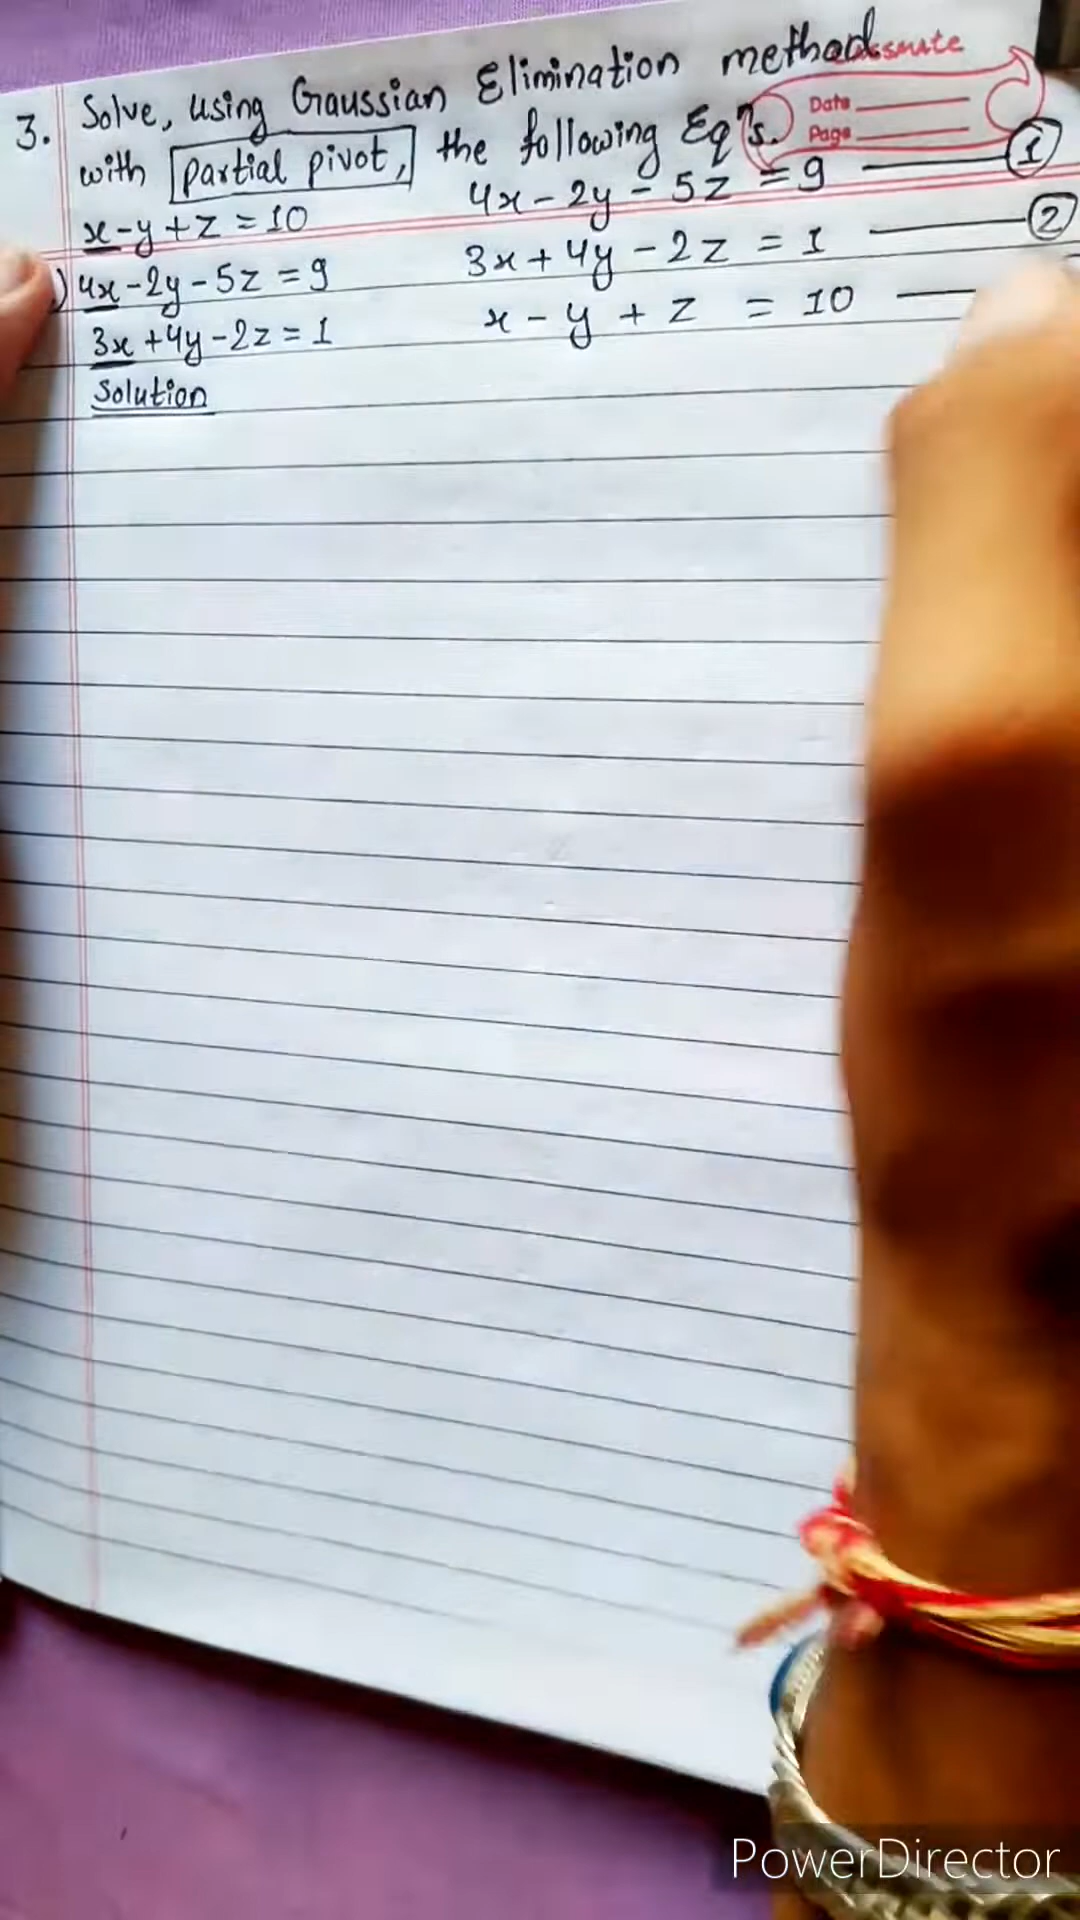 3. Solve, using Gaussian Elimination method
with partial pivot, the following Eqⁿs.
Date
Page
x-y+z=10
4x-2y-5z=9
3x+4y-2z=1
4x-2y-5z=9 ①
3x+4y-2z=1 ②
x-y+z=10
Solution
PowerDirector